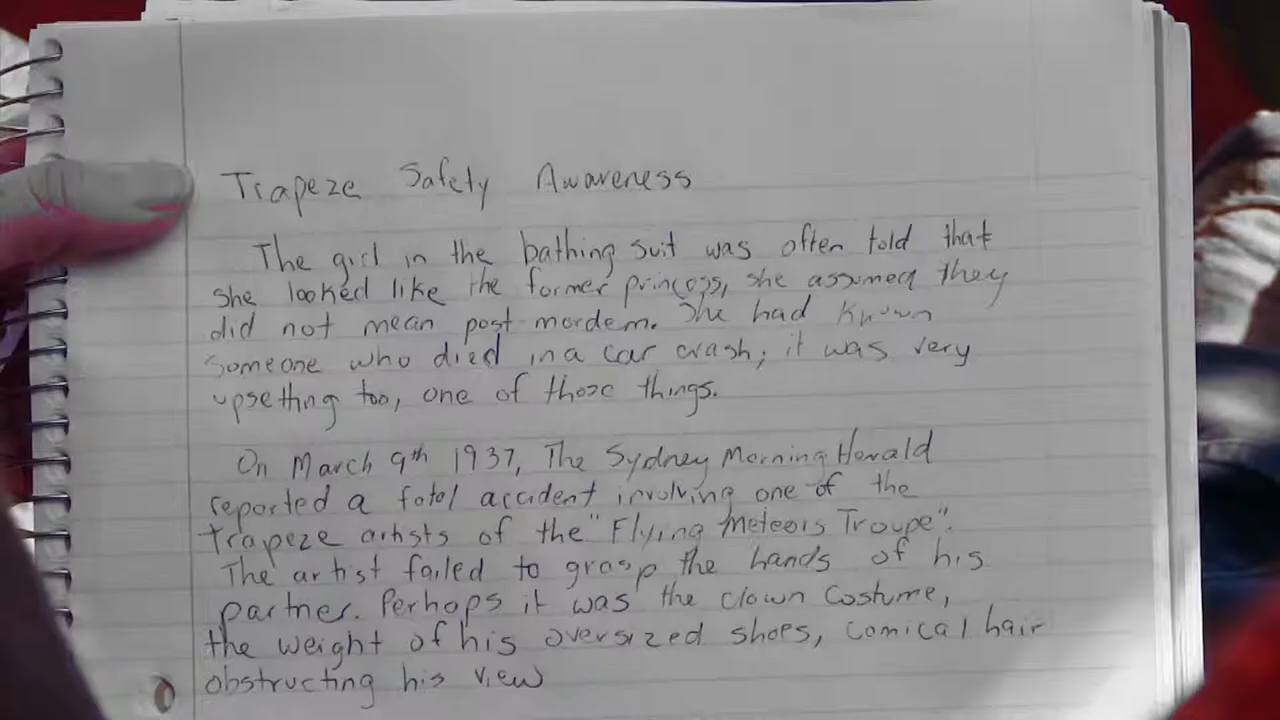 Trapeze Safety Awareness
The girl in the bathing suit was often told that
she looked like the former princess, she assumed they
did not mean post mordem. She had known
someone who died in a car crash; it was very
upsetting too, one of those things.
On March 9th 1937, The Sydney Morning Herald
reported a fatal accident involving one of the
trapeze artists of the "Flying Meteors Troupe".
The artist failed to grasp the hands of his
partner. Perhaps it was the clown costume,
the weight of his oversized shoes, comical hair
obstructing his view